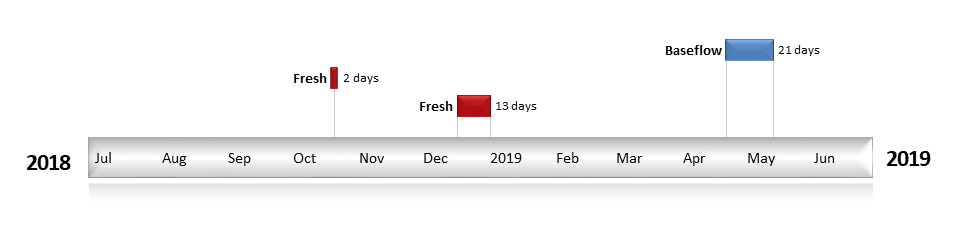 Baseflow 21 days
Fresh 2 days
Fresh 13 days
2018 Jul Aug Sep Oct Nov Dec 2019 Feb Mar Apr May Jun 2019